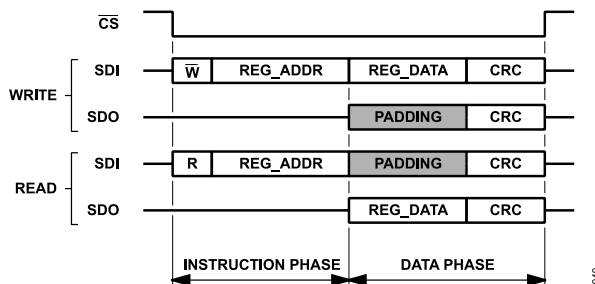 CS
SDI W REG_ADDR REG_DATA CRC
WRITE
SDO PADDING CRC
SDI R REG_ADDR PADDING CRC
READ
SDO REG_DATA CRC
INSTRUCTION PHASE DATA PHASE